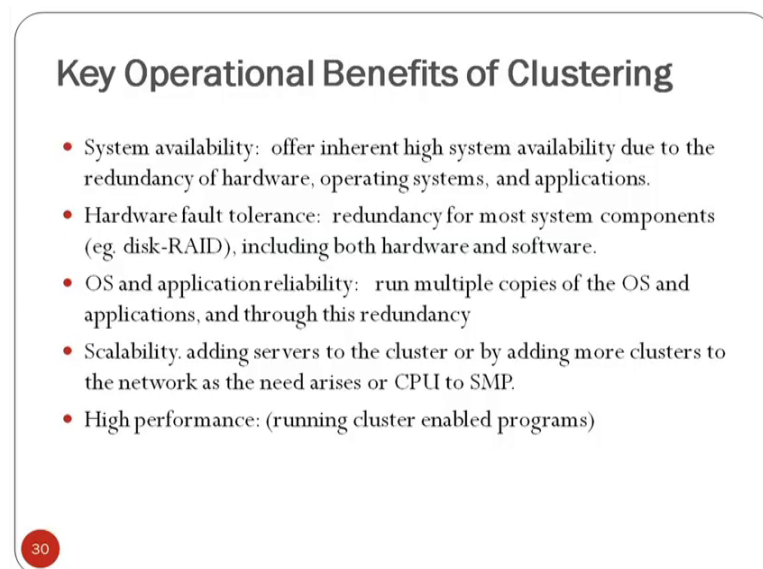 Key Operational Benefits of Clustering
• System availability: offer inherent high system availability due to the
redundancy of hardware, operating systems, and applications.
• Hardware fault tolerance: redundancy for most system components
(eg. disk-RAID), including both hardware and software.
• OS and application reliability: run multiple copies of the OS and
applications, and through this redundancy
• Scalability. adding servers to the cluster or by adding more clusters to
the network as the need arises or CPU to SMP.
• High performance: (running cluster enabled programs)
30